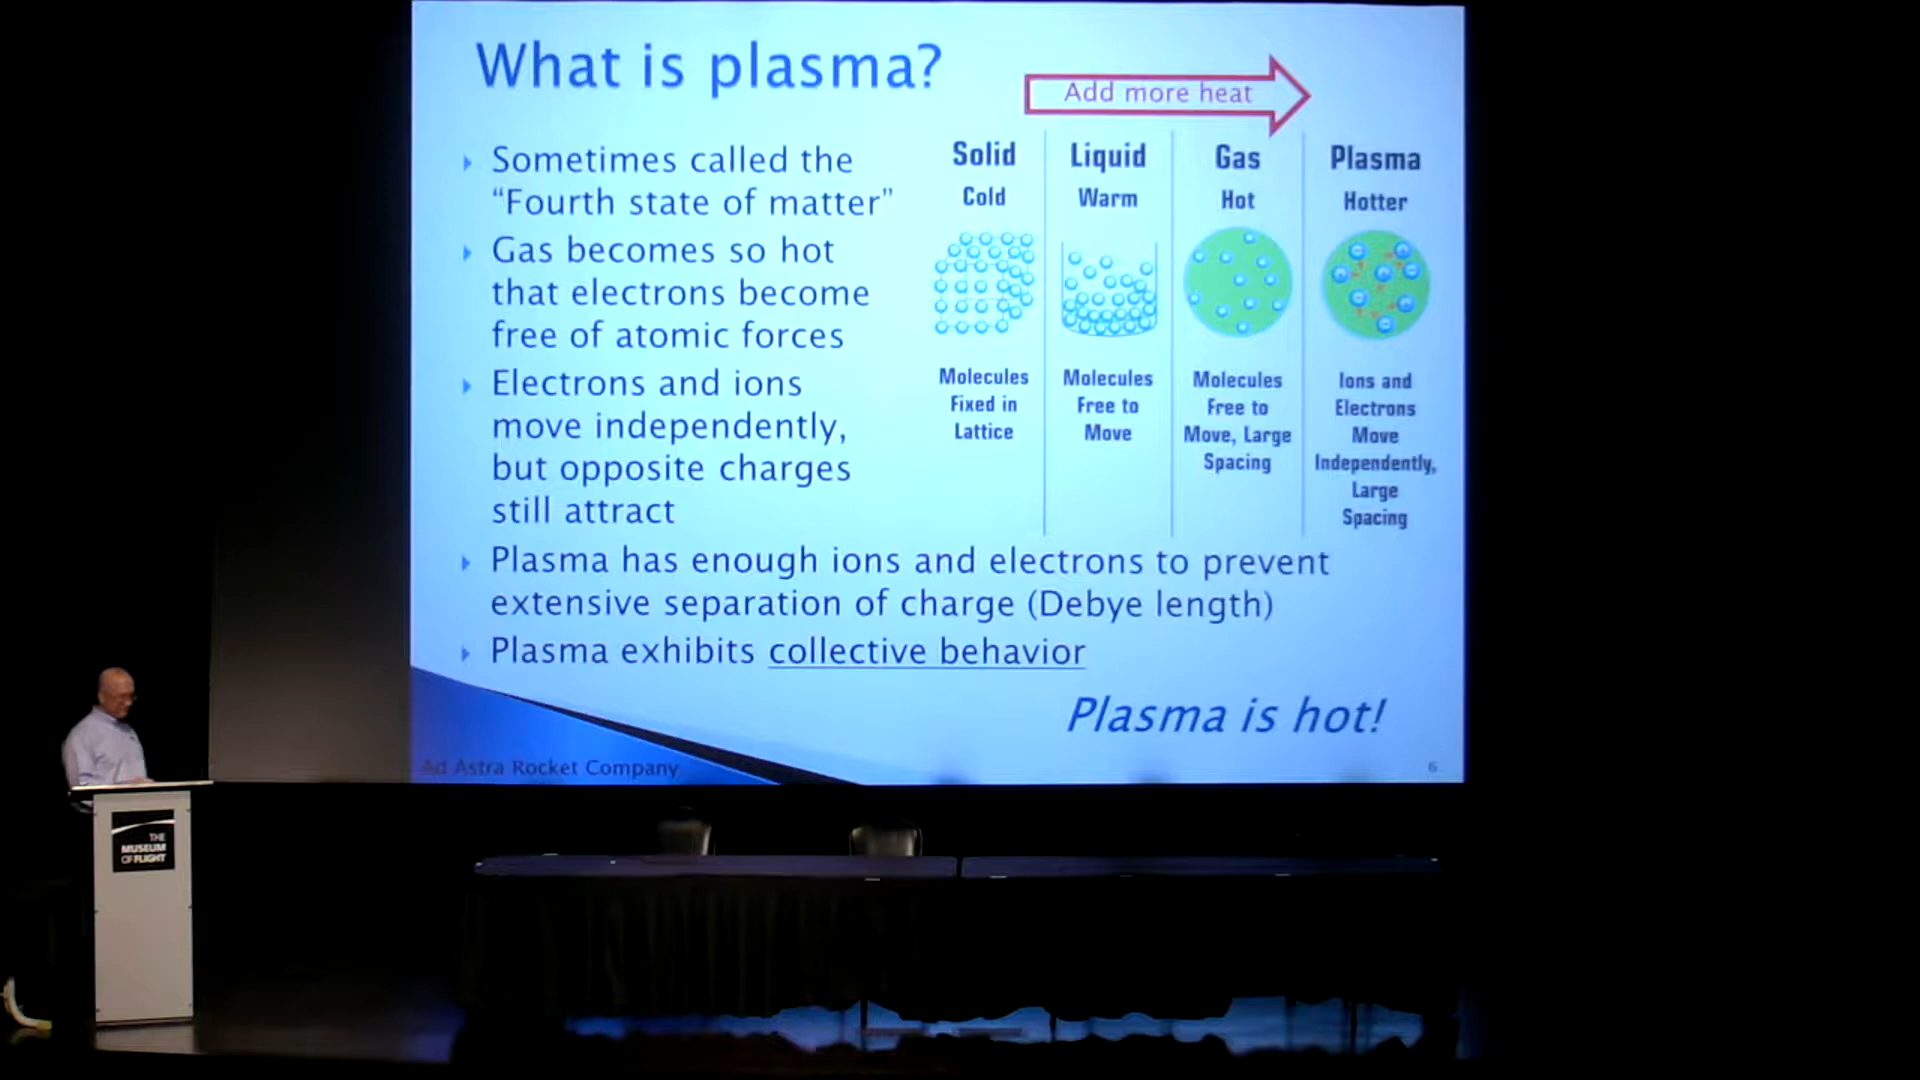 What is plasma?
Add more heat
Sometimes called the
“Fourth state of matter”
Gas becomes so hot
that electrons become
free of atomic forces
Electrons and ions
move independently,
but opposite charges
still attract
Solid
Cold
Molecules
Fixed in
Lattice
Liquid
Warm
Molecules
Free to
Move
Gas
Hot
Molecules
Free to
Move, Large
Spacing
Plasma
Hotter
Ions and
Electrons
Move
Independently,
Large
Spacing
Plasma has enough ions and electrons to prevent
extensive separation of charge (Debye length)
Plasma exhibits collective behavior
Plasma is hot!
Ad Astra Rocket Company
6
THE
MUSEUM
OF FLIGHT